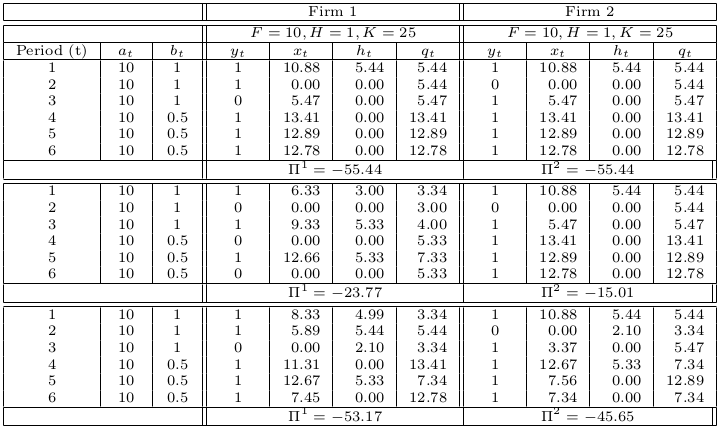 Firm 1 Firm 2
F = 10, H = 1, K = 25 F = 10, H = 1, K = 25
Period (t) a_t b_t y_t x_t h_t q_t y_t x_t h_t q_t
1 10 1 1 10.88 5.44 5.44 1 10.88 5.44 5.44
2 10 1 1 0.00 0.00 5.44 0 0.00 0.00 5.44
3 10 1 0 5.47 0.00 5.47 1 5.47 0.00 5.47
4 10 0.5 1 13.41 0.00 13.41 1 13.41 0.00 13.41
5 10 0.5 1 12.89 0.00 12.89 1 12.89 0.00 12.89
6 10 0.5 1 12.78 0.00 12.78 1 12.78 0.00 12.78
Π¹ = −55.44 Π² = −55.44
1 10 1 1 6.33 3.00 3.34 1 10.88 5.44 5.44
2 10 1 0 0.00 0.00 3.00 0 0.00 0.00 5.44
3 10 1 1 9.33 5.33 4.00 1 5.47 0.00 5.47
4 10 0.5 0 0.00 0.00 5.33 1 13.41 0.00 13.41
5 10 0.5 1 12.66 5.33 7.33 1 12.89 0.00 12.89
6 10 0.5 0 0.00 0.00 5.33 1 12.78 0.00 12.78
Π¹ = −23.77 Π² = −15.01
1 10 1 1 8.33 4.99 3.34 1 10.88 5.44 5.44
2 10 1 1 5.89 5.44 5.44 0 0.00 2.10 3.34
3 10 1 0 0.00 2.10 3.34 1 3.37 0.00 5.47
4 10 0.5 1 11.31 0.00 13.41 1 12.67 5.33 7.34
5 10 0.5 1 12.67 5.33 7.34 1 7.56 0.00 12.89
6 10 0.5 1 7.45 0.00 12.78 1 7.34 0.00 7.34
Π¹ = −53.17 Π² = −45.65